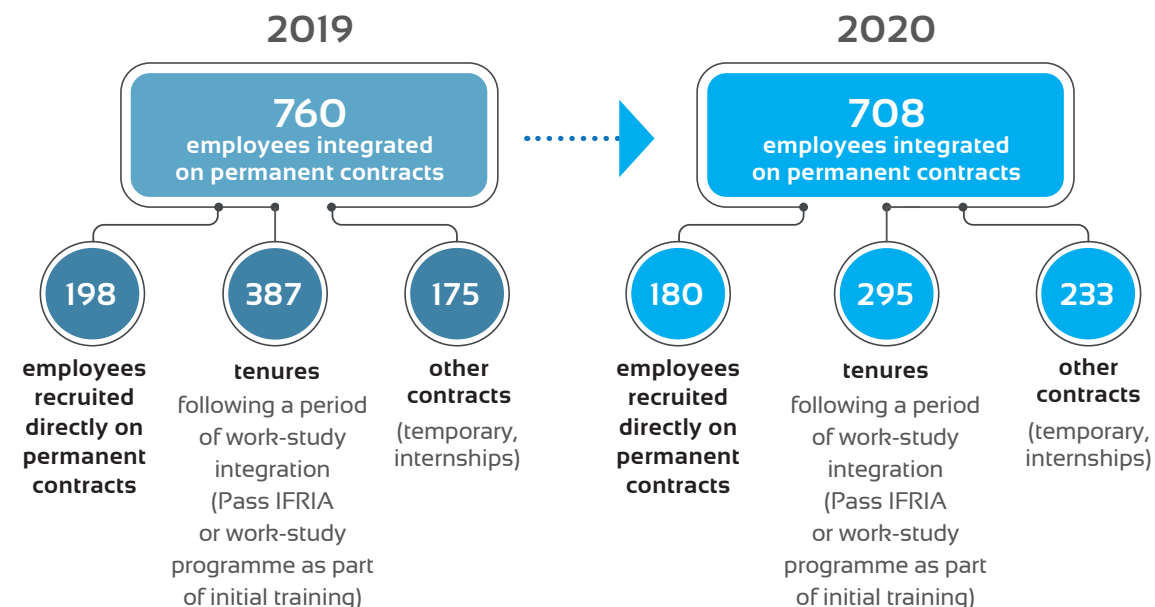 2019
760
employees integrated
on permanent contracts
198
employees
recruited
directly on
permanent
contracts
387
tenures
following a period
of work-study
integration
(Pass IFRIA
or work-study
programme as part
of initial training)
175
other
contracts
(temporary,
internships)
2020
708
employees integrated
on permanent contracts
180
employees
recruited
directly on
permanent
contracts
295
tenures
following a period
of work-study
integration
(Pass IFRIA
or work-study
programme as part
of initial training)
233
other
contracts
(temporary,
internships)